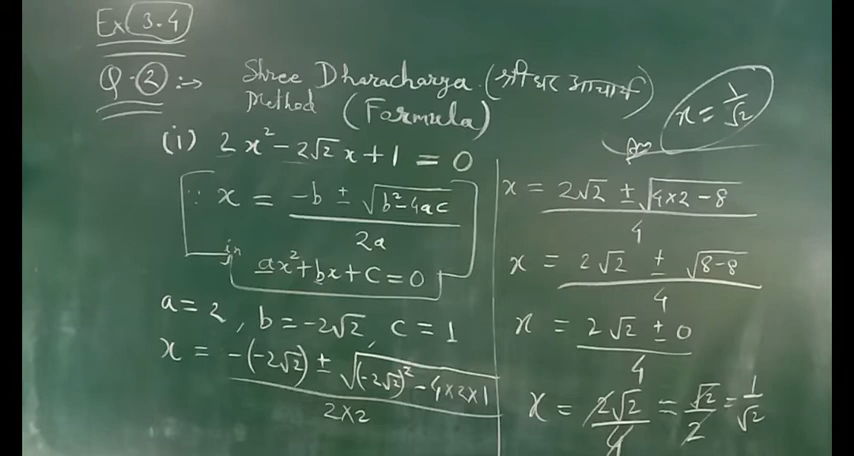 Ex. 3.4
Q.2 :→ Shree Dharacharya (श्री धर आचार्य)
Method (Formula)
(i) 2x² - 2√2x + 1 = 0
∵ x = (-b ± √(b² - 4ac)) / 2a
in
ax² + bx + c = 0
a = 2, b = -2√2, c = 1
x = (-(-2√2) ± √((-2√2)² - 4×2×1)) / 2×2
x = (2√2 ± √(4×2-8)) / 4
x = (2√2 ± √(8-8)) / 4
x = (2√2 ± 0) / 4
x = 2√2/4 = √2/2 = 1/√2
x = 1/√2
Ans